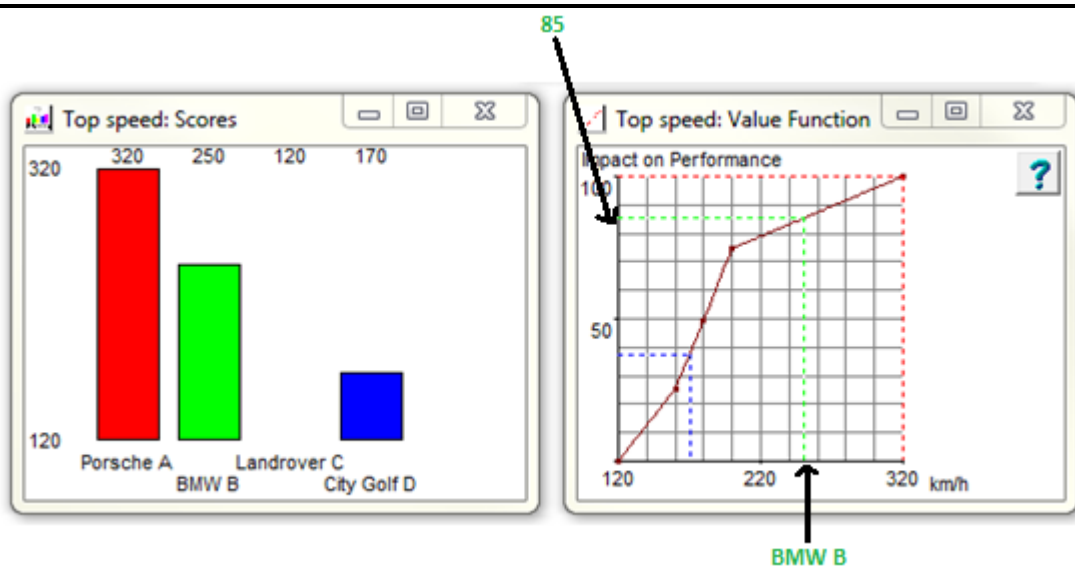 85
Top speed: Scores
320 250 120 170
320
120
Porsche A
Landrover C
BMW B
City Golf D
Top speed: Value Function
Impact on Performance
100
50
120 220 320 km/h
?
BMW B